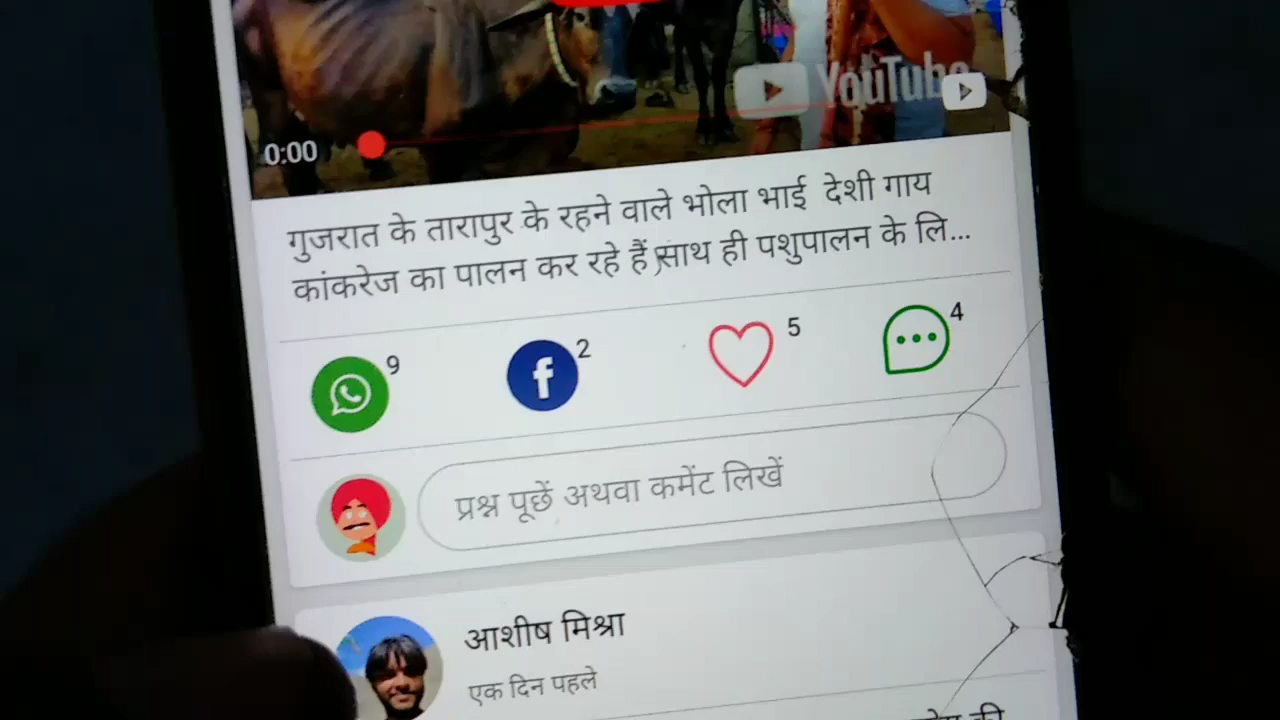 YouTube
0:00
गुजरात के तारापुर के रहने वाले भोला भाई देशी गाय
कांकरेज का पालन कर रहे हैं,साथ ही पशुपालन के लि...
9
2
5
4
प्रश्न पूछें अथवा कमेंट लिखें
आशीष मिश्रा
एक दिन पहले
की